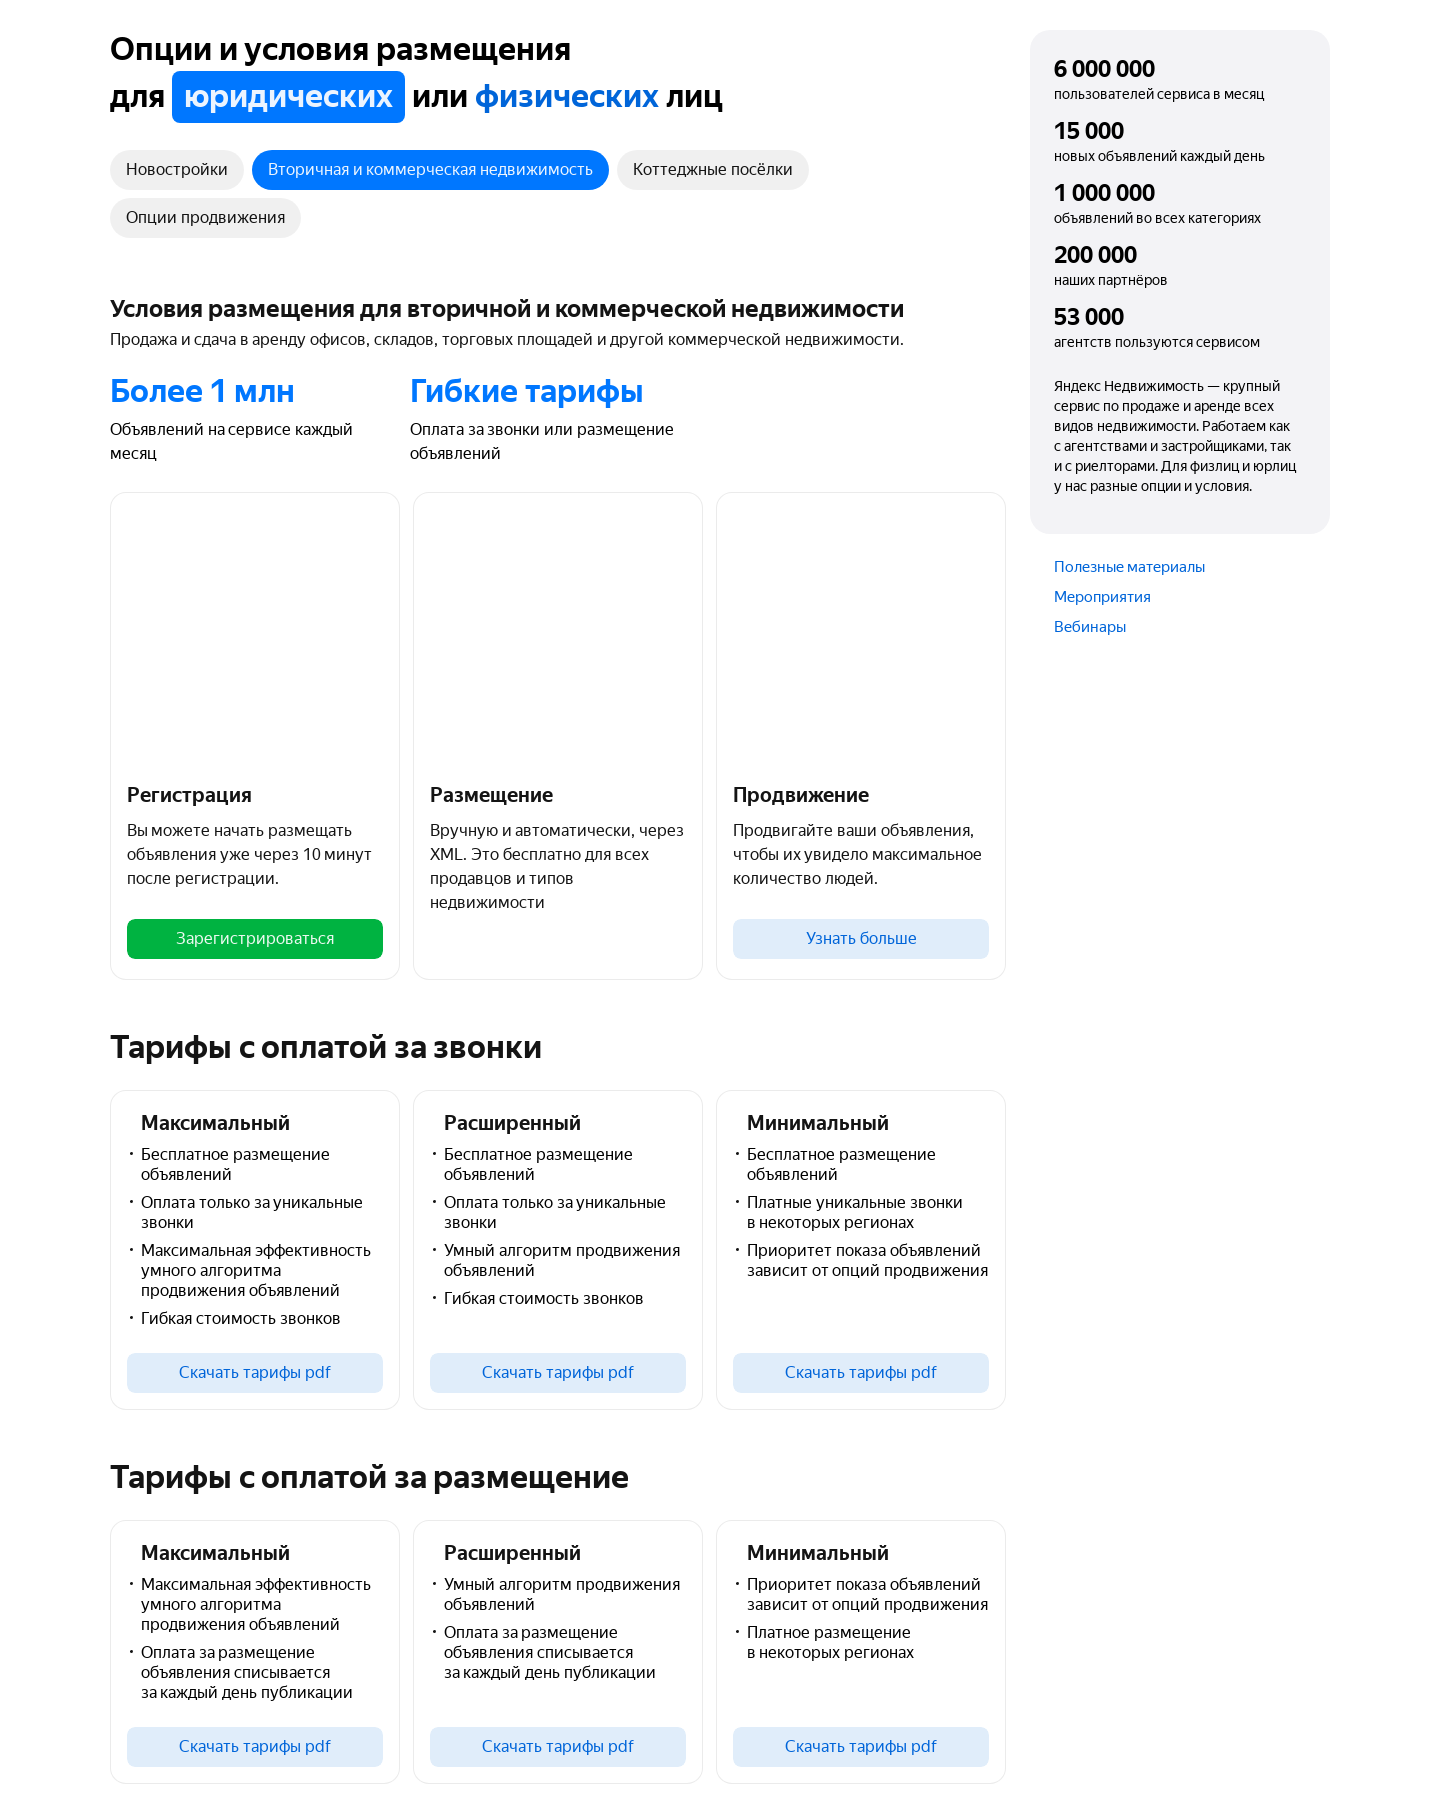 Опции и условия размещения
для юридических или физических лиц
Новостройки
Вторичная и коммерческая недвижимость
Коттеджные посёлки
Опции продвижения
Условия размещения для вторичной и коммерческой недвижимости
Продажа и сдача в аренду офисов, складов, торговых площадей и другой коммерческой недвижимости.
Более 1 млн
Объявлений на сервисе каждый
месяц
Гибкие тарифы
Оплата за звонки или размещение
объявлений
Регистрация
Вы можете начать размещать
объявления уже через 10 минут
после регистрации.
Зарегистрироваться
Размещение
Вручную и автоматически, через
XML. Это бесплатно для всех
продавцов и типов
недвижимости
Продвижение
Продвигайте ваши объявления,
чтобы их увидело максимальное
количество людей.
Узнать больше
Тарифы с оплатой за звонки
Максимальный
· Бесплатное размещение
объявлений
· Оплата только за уникальные
звонки
· Максимальная эффективность
умного алгоритма
продвижения объявлений
· Гибкая стоимость звонков
Скачать тарифы pdf
Расширенный
· Бесплатное размещение
объявлений
· Оплата только за уникальные
звонки
· Умный алгоритм продвижения
объявлений
· Гибкая стоимость звонков
Скачать тарифы pdf
Минимальный
· Бесплатное размещение
объявлений
· Платные уникальные звонки
в некоторых регионах
· Приоритет показа объявлений
зависит от опций продвижения
Скачать тарифы pdf
Тарифы с оплатой за размещение
Максимальный
· Максимальная эффективность
умного алгоритма
продвижения объявлений
· Оплата за размещение
объявления списывается
за каждый день публикации
Скачать тарифы pdf
Расширенный
· Умный алгоритм продвижения
объявлений
· Оплата за размещение
объявления списывается
за каждый день публикации
Скачать тарифы pdf
Минимальный
· Приоритет показа объявлений
зависит от опций продвижения
· Платное размещение
в некоторых регионах
Скачать тарифы pdf
6 000 000
пользователей сервиса в месяц
15 000
новых объявлений каждый день
1 000 000
объявлений во всех категориях
200 000
наших партнёров
53 000
агентств пользуются сервисом
Яндекс Недвижимость — крупный
сервис по продаже и аренде всех
видов недвижимости. Работаем как
с агентствами и застройщиками, так
и с риелторами. Для физлиц и юрлиц
у нас разные опции и условия.
Полезные материалы
Мероприятия
Вебинары